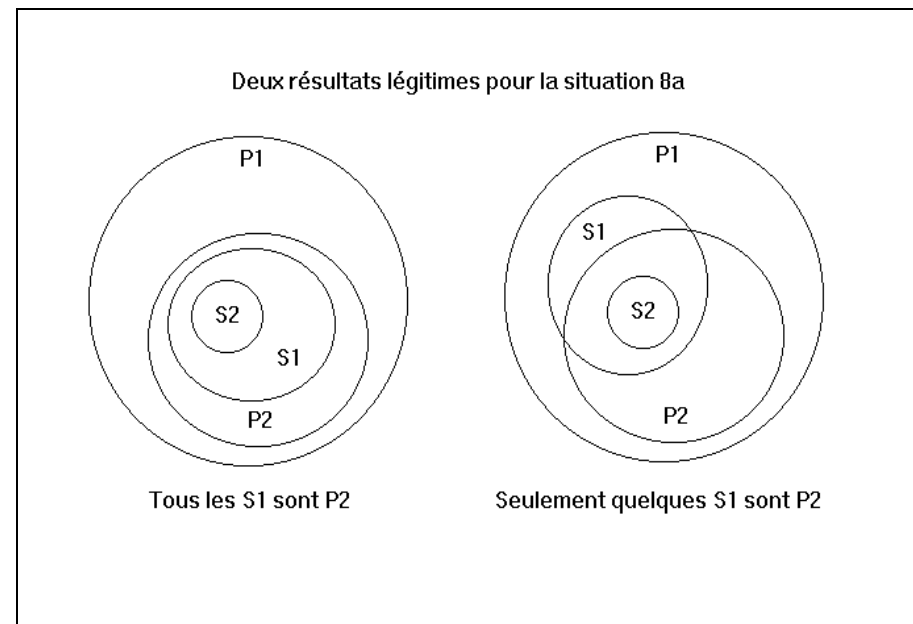 Deux résultats légitimes pour la situation 8a
P1
S2
S1
P2
Tous les S1 sont P2
P1
S1
S2
P2
Seulement quelques S1 sont P2